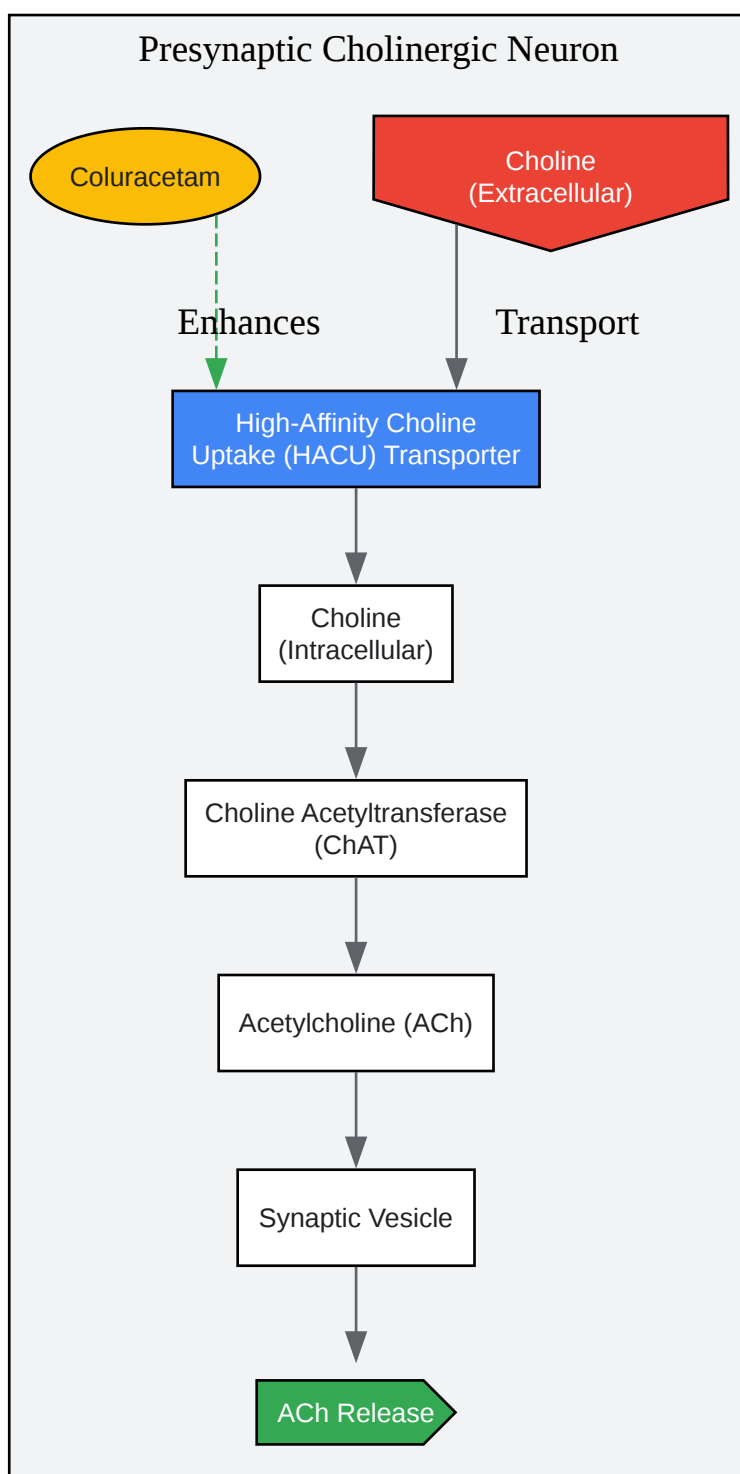 Presynaptic Cholinergic Neuron
Coluracetam
Choline
(Extracellular)
Enhances
Transport
High-Affinity Choline
Uptake (HACU) Transporter
Choline
(Intracellular)
Choline Acetyltransferase
(ChAT)
Acetylcholine (ACh)
Synaptic Vesicle
ACh Release